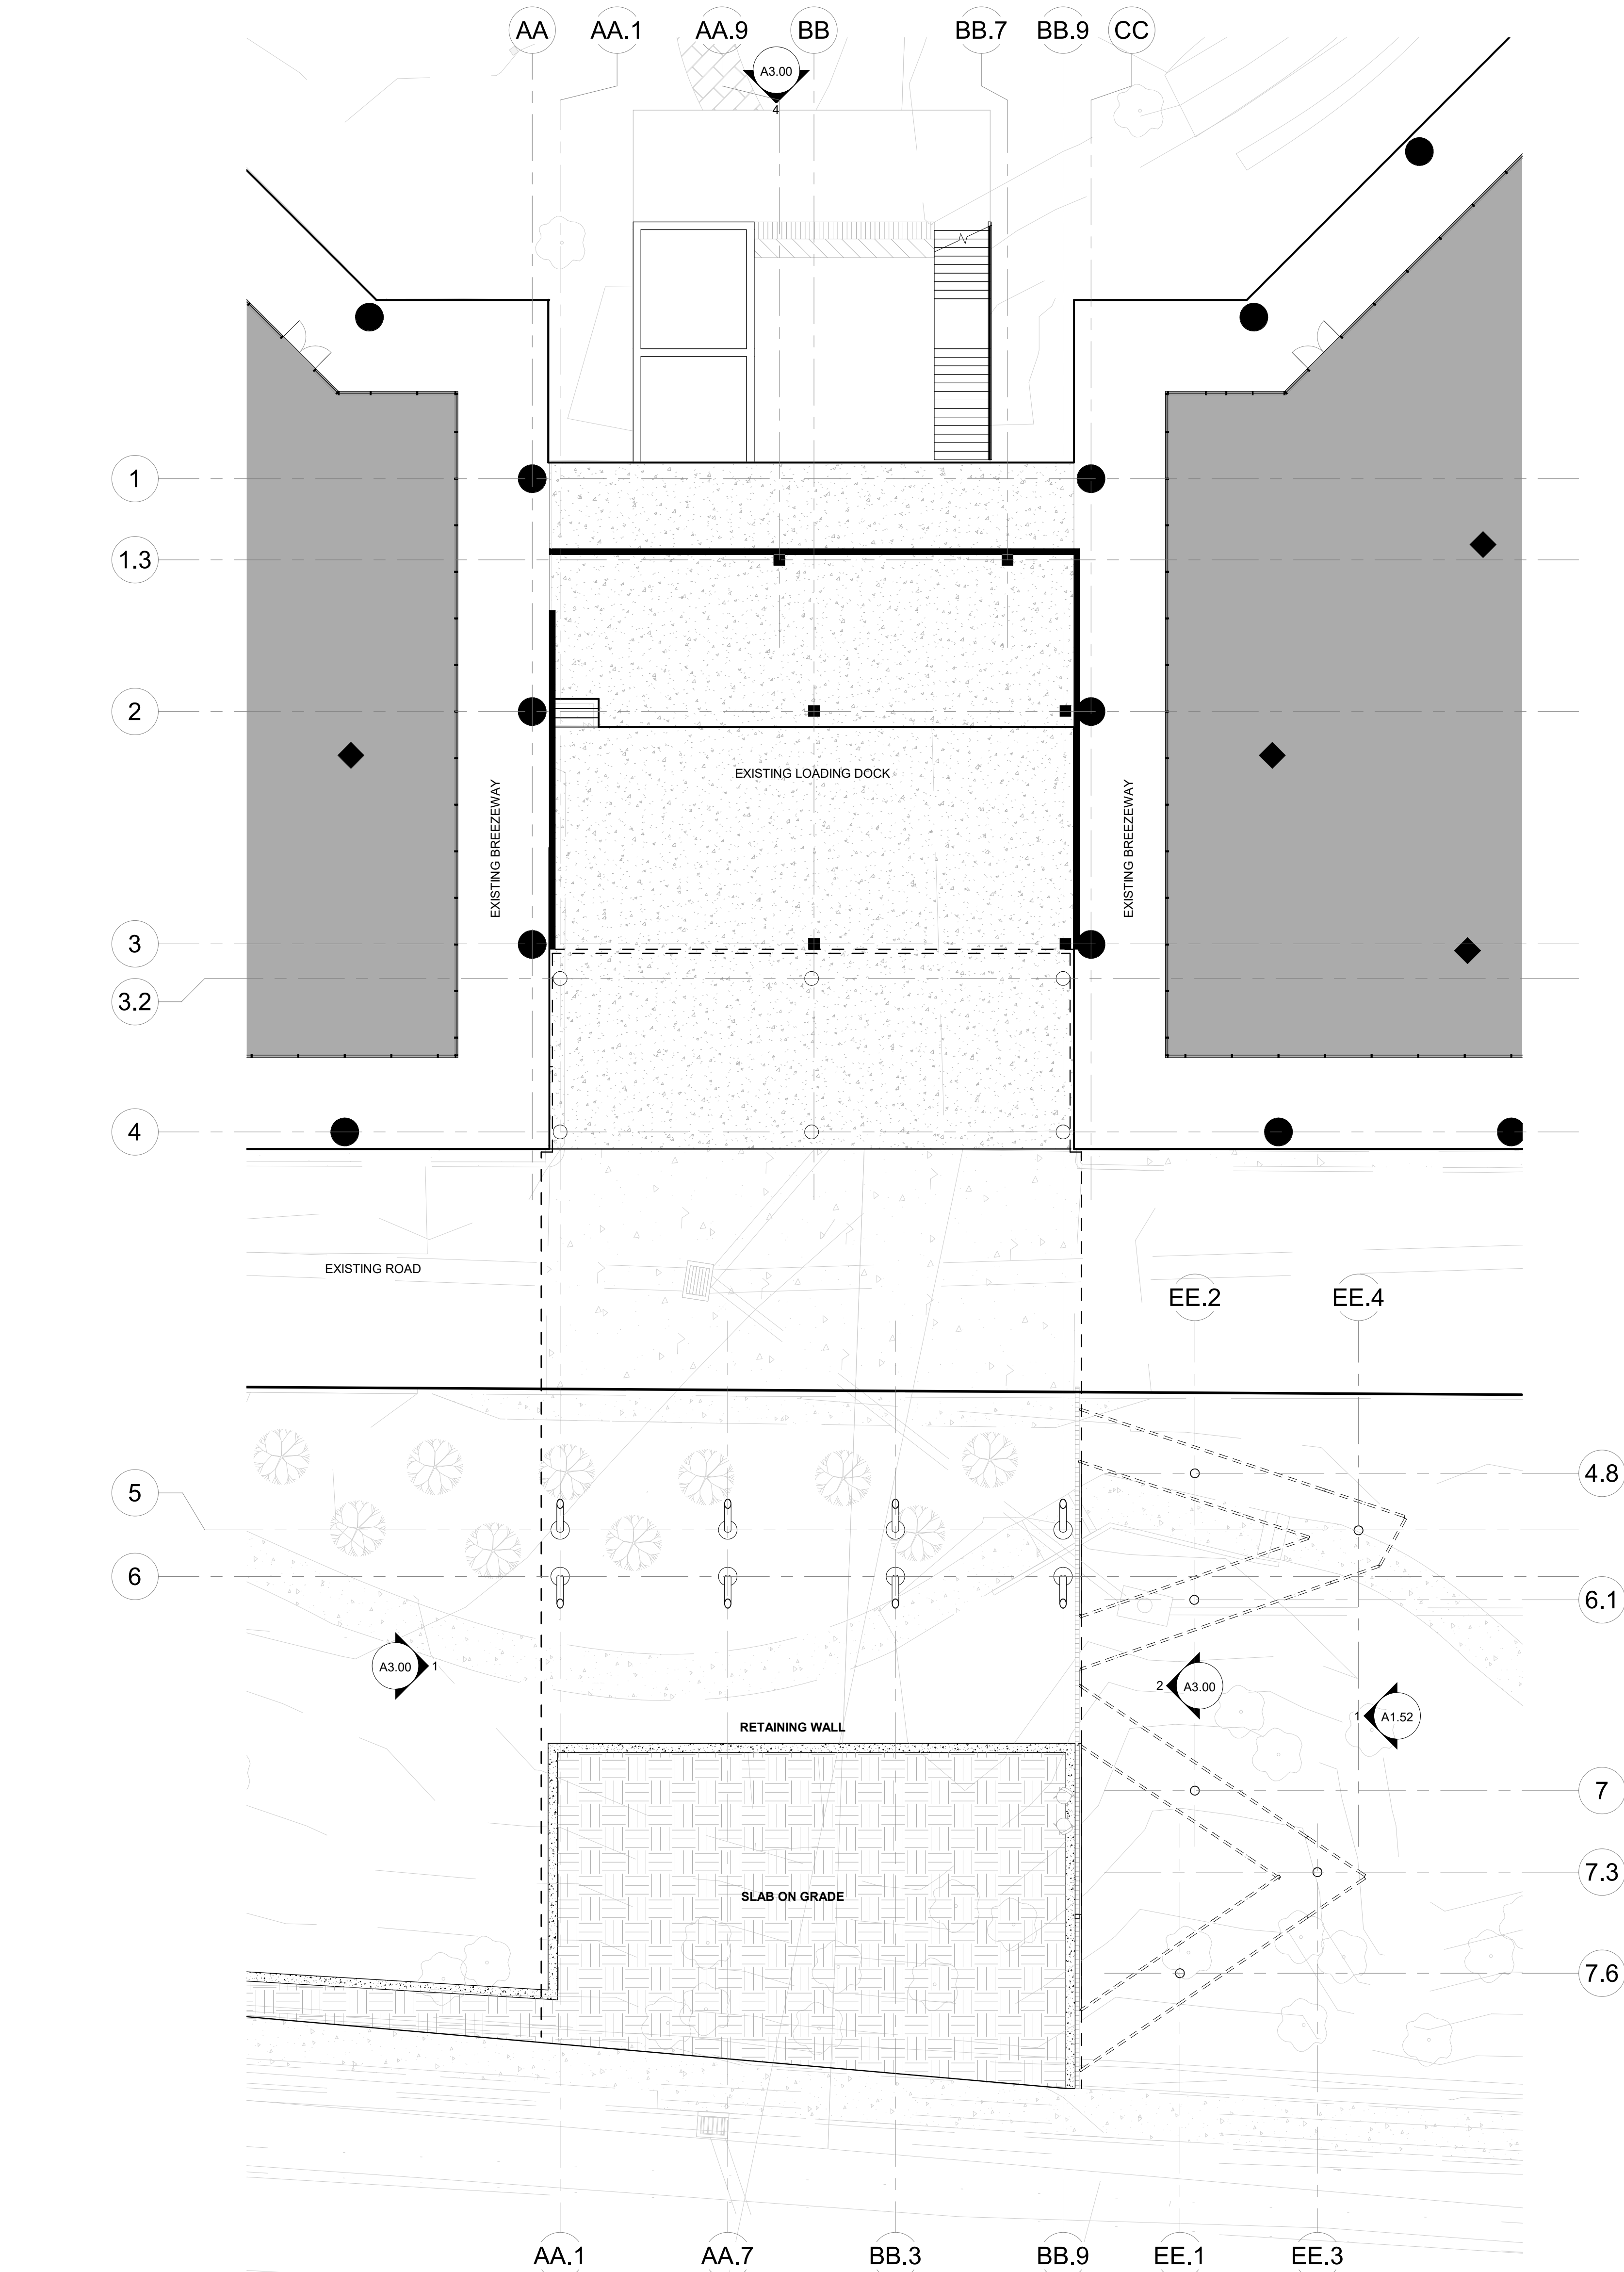 AA
AA.1
AA.9
BB
BB.7
BB.9
CC
A3.00
4
1
1.3
2
EXISTING LOADING DOCK
EXISTING BREEZEWAY
EXISTING BREEZEWAY
3
3.2
4
EXISTING ROAD
EE.2
EE.4
4.8
5
6
6.1
A3.00
1
2
A3.00
1
A1.52
RETAINING WALL
7
7.3
SLAB ON GRADE
7.6
AA.1
AA.7
BB.3
BB.9
EE.1
EE.3